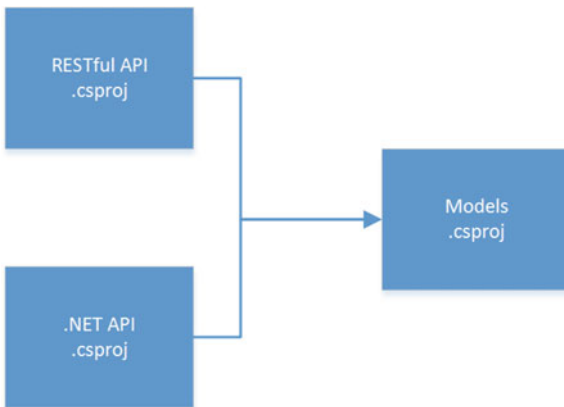 RESTful API
.csproj
Models
.csproj
.NET API
.csproj